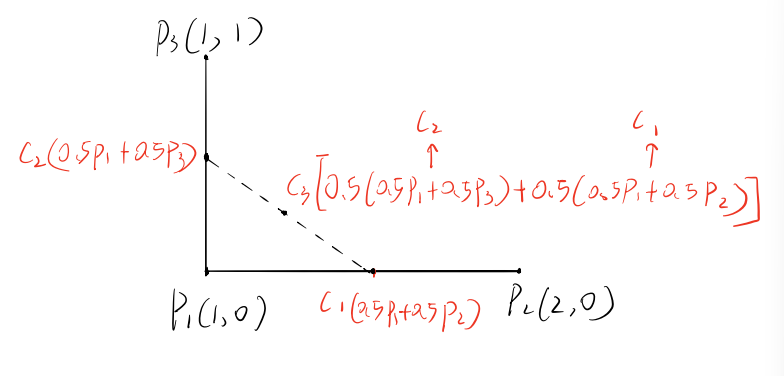 P₃(1,1)
C₂ C₁
↑ ↑
C₂(0.5P₁+0.5P₃)
C₃[0.5(0.5P₁+0.5P₃)+0.5(0.5P₁+0.5P₂)]
P₁(1,0) C₁(0.5P₁+0.5P₂) P₂(2,0)